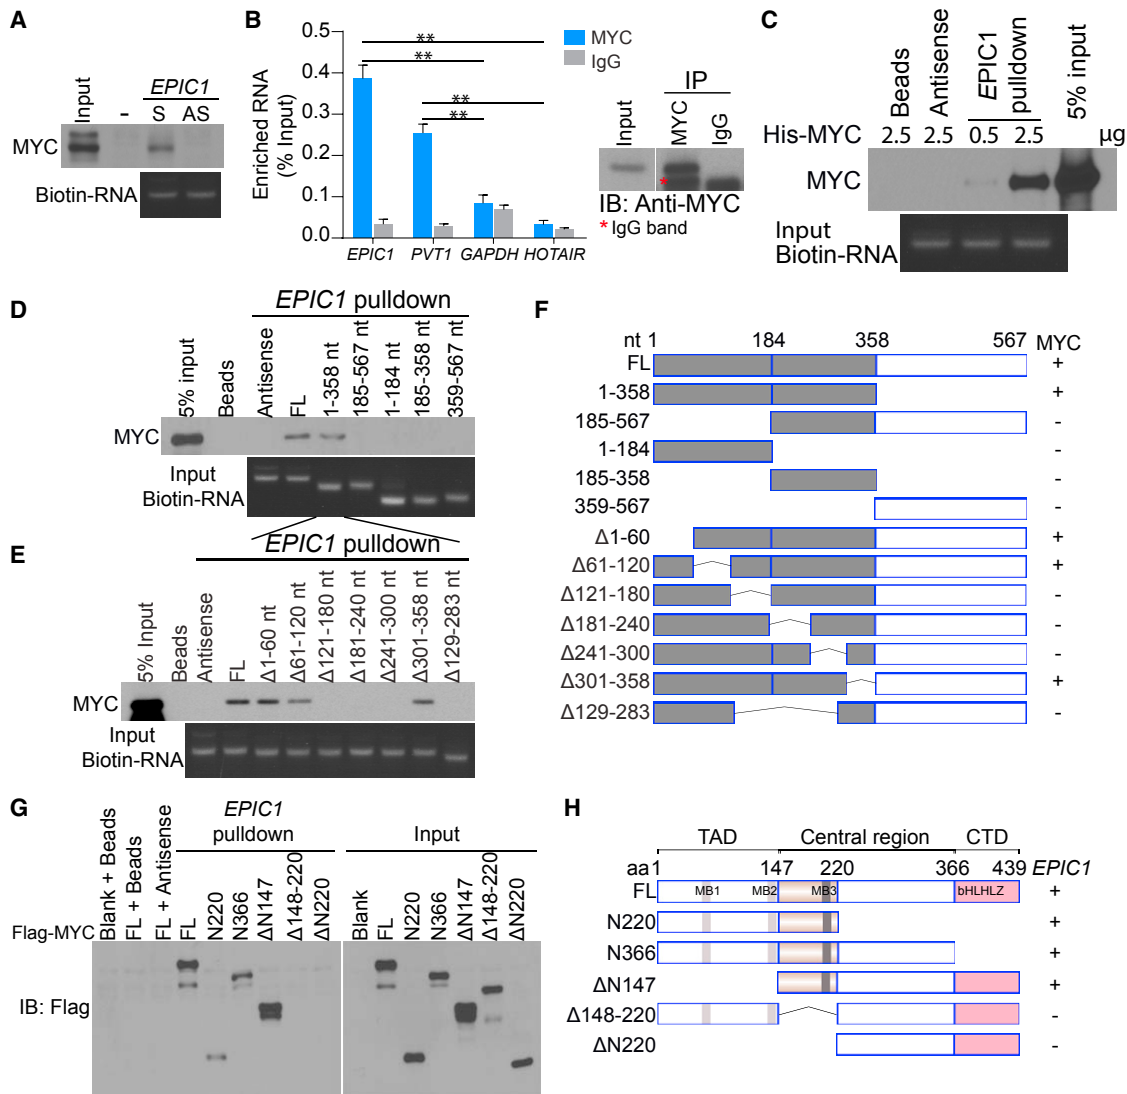 A
Input
-
EPIC1
S
AS
MYC
Biotin-RNA
B
Enriched RNA
(% Input)
0.5
0.4
0.3
0.2
0.1
0.0
**
**
**
**
MYC
IgG
EPIC1
PVT1
GAPDH
HOTAIR
Input
IP
MYC
IgG
*
IB: Anti-MYC
* IgG band
C
Beads
Antisense
EPIC1
pulldown
5% input
His-MYC
2.5
2.5
0.5
2.5
µg
MYC
Input
Biotin-RNA
D
EPIC1 pulldown
5% input
Beads
Antisense
FL
1-358 nt
185-567 nt
1-184 nt
185-358 nt
359-567 nt
MYC
Input
Biotin-RNA
E
EPIC1 pulldown
5% Input
Beads
Antisense
FL
Δ1-60 nt
Δ61-120 nt
Δ121-180 nt
Δ181-240 nt
Δ241-300 nt
Δ301-358 nt
Δ129-283 nt
MYC
Input
Biotin-RNA
F
nt 1
184
358
567
MYC
FL
+
1-358
+
185-567
-
1-184
-
185-358
-
359-567
-
Δ1-60
+
Δ61-120
+
Δ121-180
-
Δ181-240
-
Δ241-300
-
Δ301-358
+
Δ129-283
-
G
EPIC1
pulldown
Input
Flag-MYC
Blank + Beads
FL + Beads
FL + Antisense
FL
N220
N366
ΔN147
Δ148-220
ΔN220
Blank
FL
N220
N366
ΔN147
Δ148-220
ΔN220
IB: Flag
H
TAD
Central region
CTD
aa 1
147
220
366
439
EPIC1
FL
MB1
MB2
MB3
bHLHLZ
+
N220
+
N366
+
ΔN147
+
Δ148-220
-
ΔN220
-